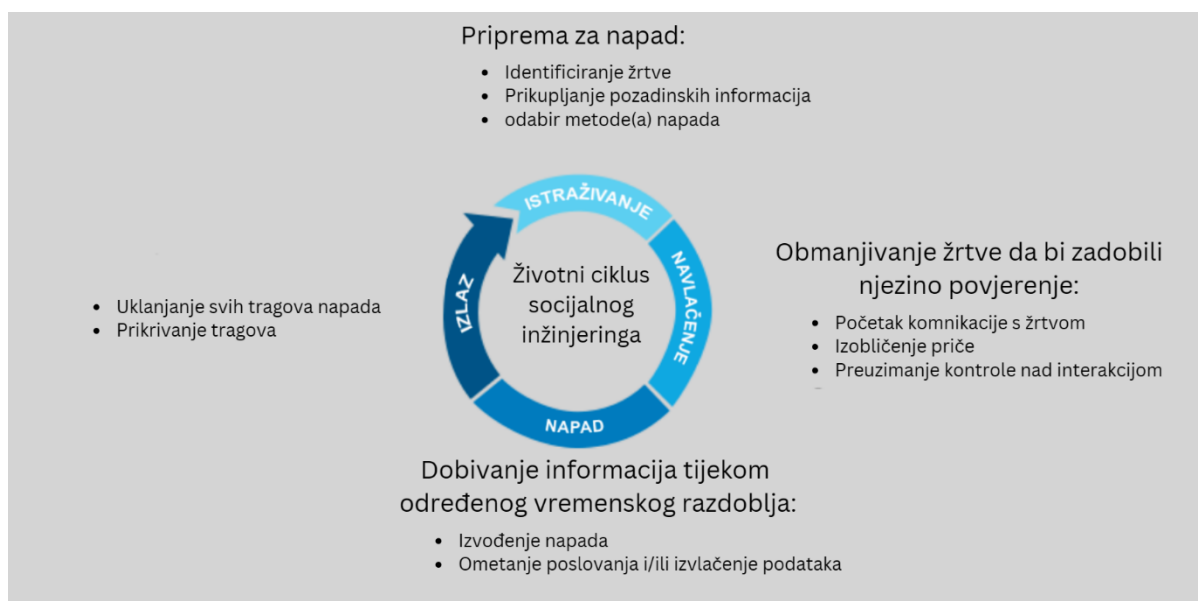 Priprema za napad:
• Identificiranje žrtve
• Prikupljanje pozadinskih informacija
• odabir metode(a) napada
ISTRAŽIVANJE
NAVLAČENJE
NAPAD
IZLAZ
Životni ciklus
socijalnog
inžinjeringa
Obmanjivanje žrtve da bi zadobili
njezino povjerenje:
• Početak komnikacije s žrtvom
• Izobličenje priče
• Preuzimanje kontrole nad interakcijom
• Uklanjanje svih tragova napada
• Prikrivanje tragova
Dobivanje informacija tijekom
određenog vremenskog razdoblja:
• Izvođenje napada
• Ometanje poslovanja i/ili izvlačenje podataka